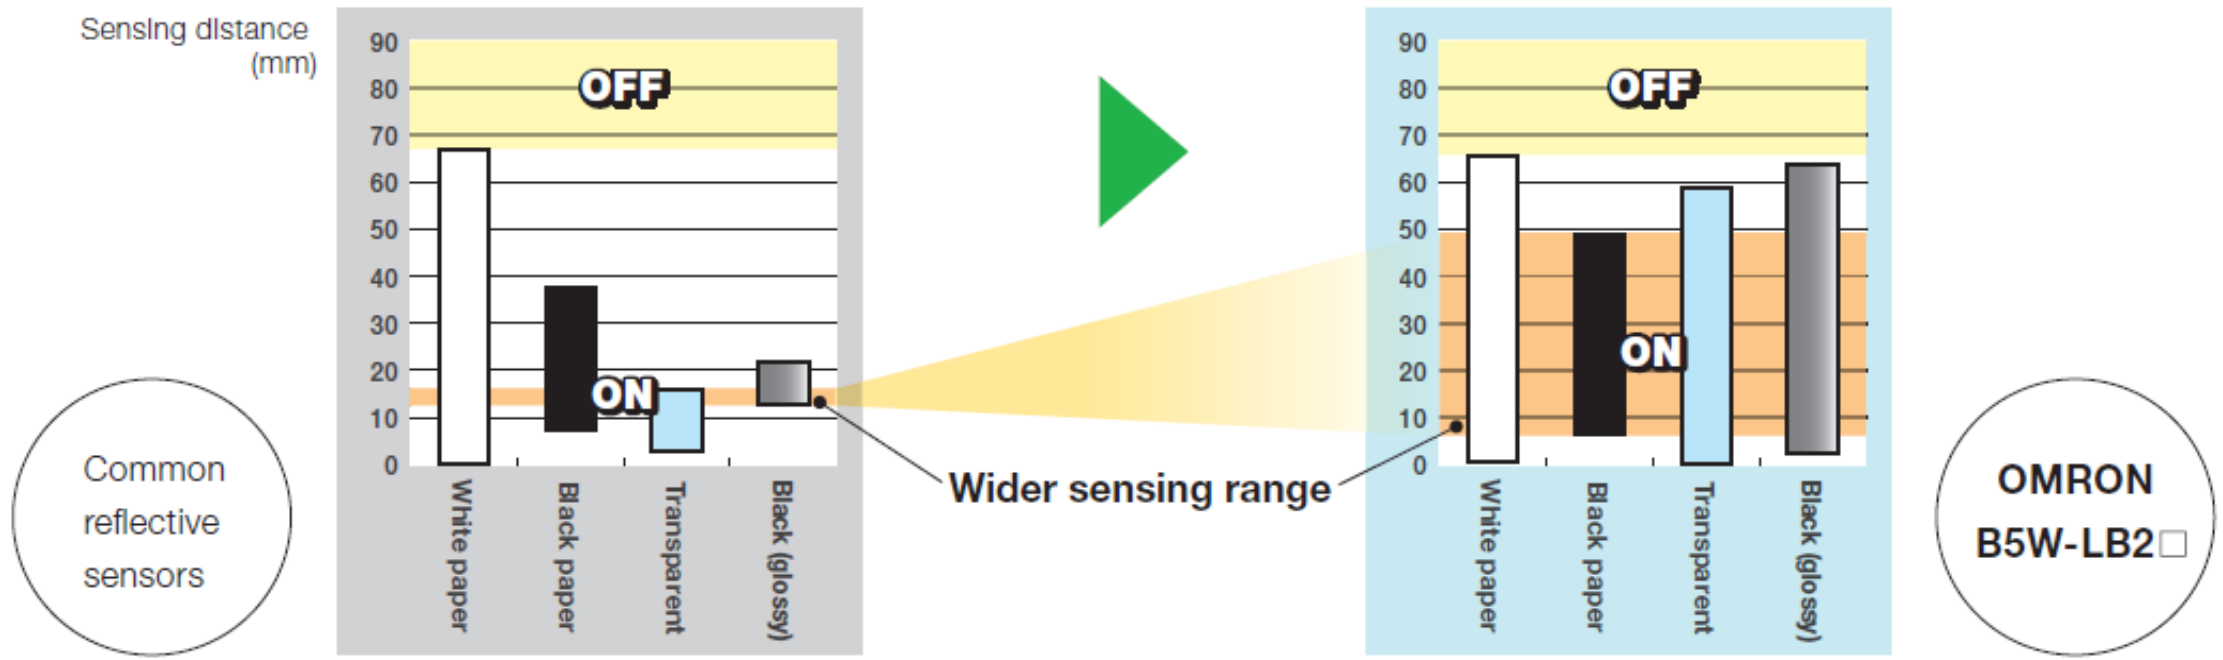 Sensing distance
(mm)
90
80
70
60
50
40
30
20
10
0
OFF
ON
White paper
Black paper
Transparent
Black (glossy)
Common
reflective
sensors
Wider sensing range
90
80
70
60
50
40
30
20
10
0
OFF
ON
White paper
Black paper
Transparent
Black (glossy)
OMRON
B5W-LB2□